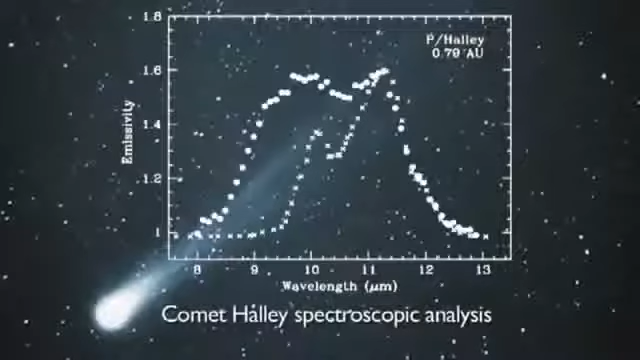 1.8
P/Halley
0.79 AU
1.6
1.4
1.2
1
Emissivity
8 9 10 11 12 13
Wavelength (μm)
Comet Halley spectroscopic analysis